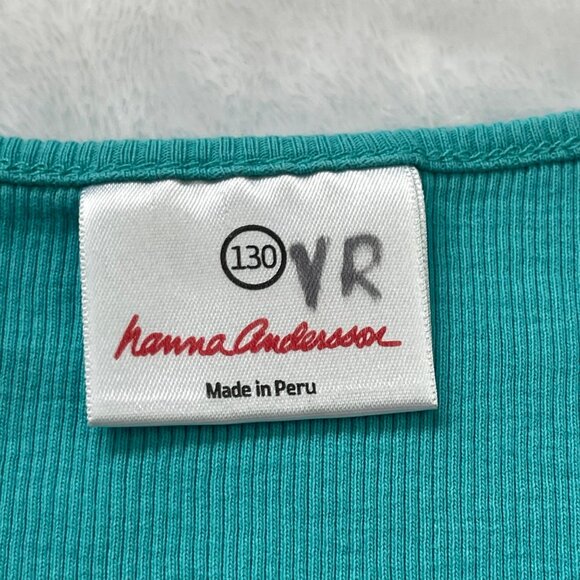 130 VR
hanna Andersson
Made in Peru